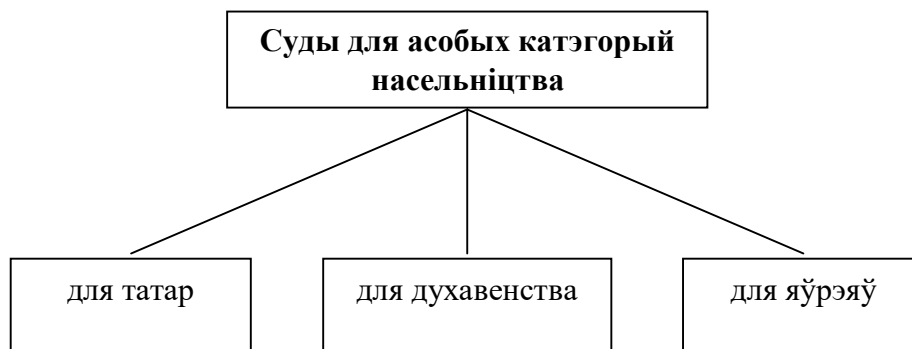 Суды для асобых катэгорый
насельніцтва
для татар
для духавенства
для яўрэяў